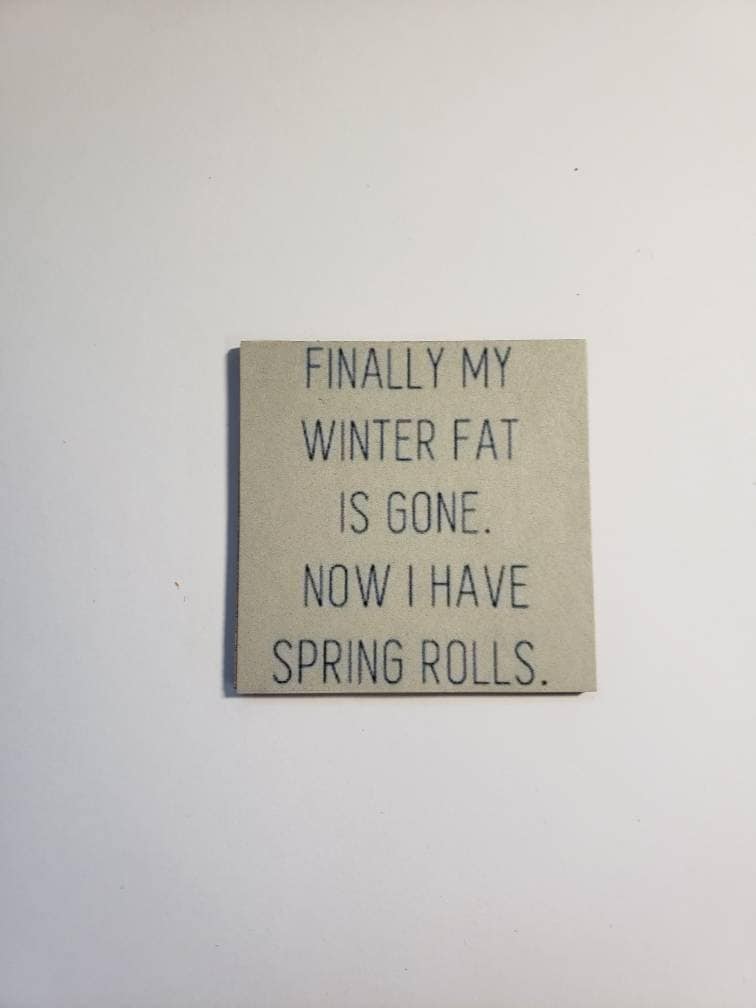 FINALLY MY
WINTER FAT
IS GONE.
NOW I HAVE
SPRING ROLLS.